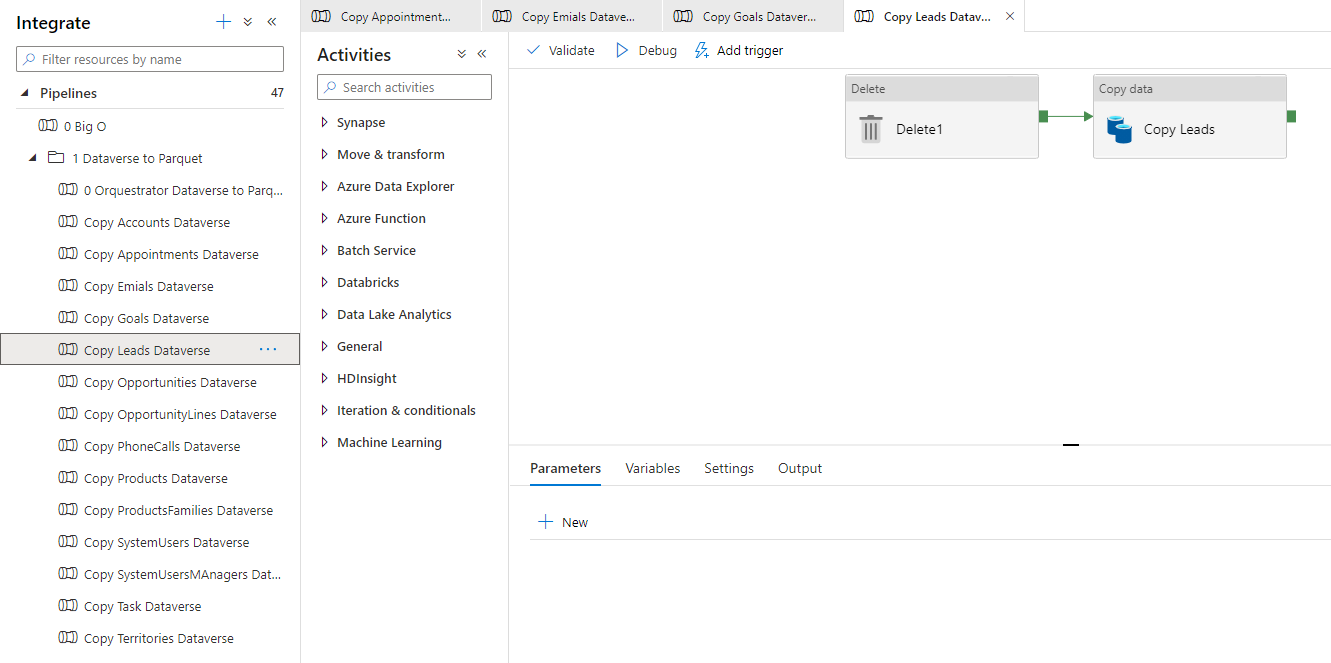 Integrate
Filter resources by name
Pipelines 47
0 Big O
1 Dataverse to Parquet
0 Orquestrator Dataverse to Parq...
Copy Accounts Dataverse
Copy Appointments Dataverse
Copy Emials Dataverse
Copy Goals Dataverse
Copy Leads Dataverse ...
Copy Opportunities Dataverse
Copy OpportunityLines Dataverse
Copy PhoneCalls Dataverse
Copy Products Dataverse
Copy ProductsFamilies Dataverse
Copy SystemUsers Dataverse
Copy SystemUsersMAnagers Dat...
Copy Task Dataverse
Copy Territories Dataverse
Copy Appointment...
Copy Emials Datave...
Copy Goals Dataver...
Copy Leads Datav...
Activities
Search activities
Synapse
Move & transform
Azure Data Explorer
Azure Function
Batch Service
Databricks
Data Lake Analytics
General
HDInsight
Iteration & conditionals
Machine Learning
Validate
Debug
Add trigger
Delete
Delete1
Copy data
Copy Leads
Parameters
Variables
Settings
Output
New